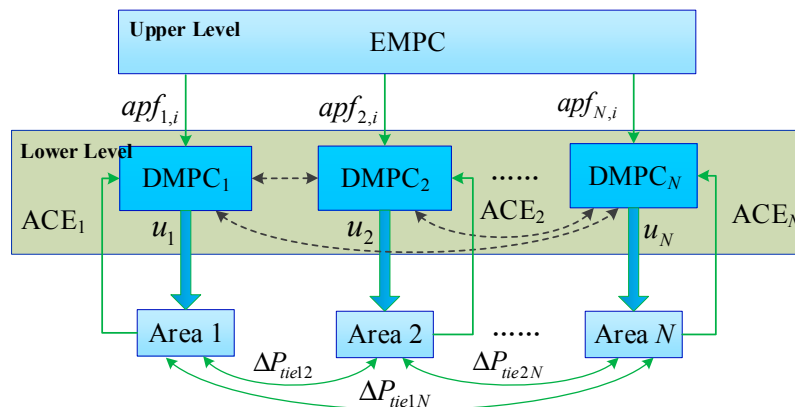 Upper Level
EMPC
apf1,i
apf2,i
apfN,i
Lower Level
DMPC1
DMPC2
······
DMPCN
ACE1
u1
u2
ACE2
uN
ACEN
Area 1
Area 2
······
Area N
ΔPtie12
ΔPtie2N
ΔPtie1N